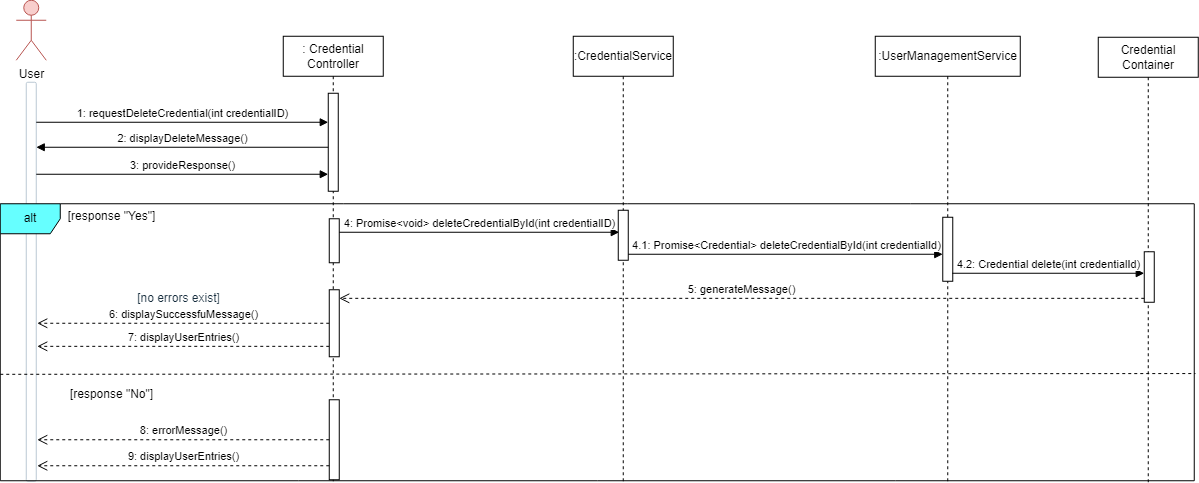 User
: Credential
Controller
:CredentialService
:UserManagementService
Credential
Container
1: requestDeleteCredential(int credentialID)
2: displayDeleteMessage()
3: provideResponse()
alt
[response "Yes"]
4: Promise<void> deleteCredentialById(int credentialID)
4.1: Promise<Credential> deleteCredentialById(int credentialId)
4.2: Credential delete(int credentialId)
5: generateMessage()
[no errors exist]
6: displaySuccessfuMessage()
7: displayUserEntries()
[response "No"]
8: errorMessage()
9: displayUserEntries()